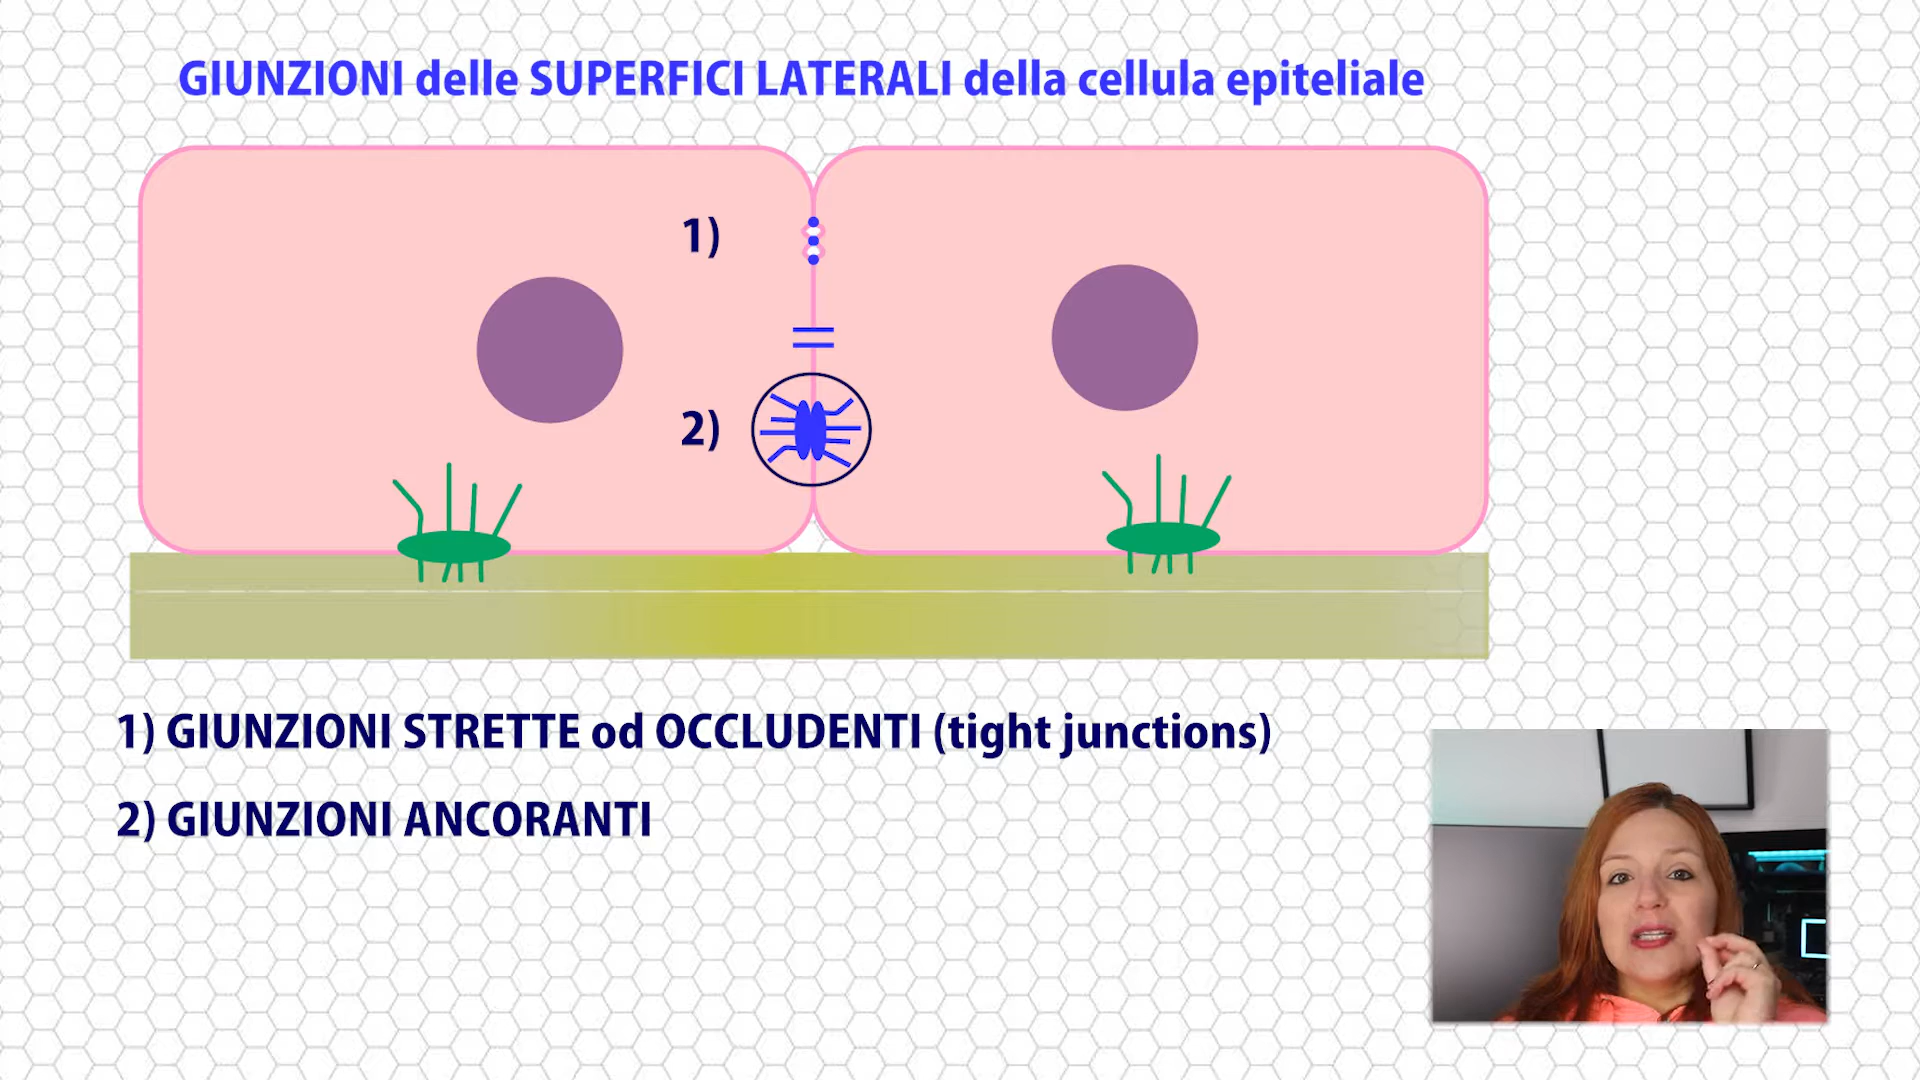 GIUNZIONI delle SUPERFICI LATERALI della cellula epiteliale
1)
2)
1) GIUNZIONI STRETTE od OCCLUDENTI (tight junctions)
2) GIUNZIONI ANCORANTI